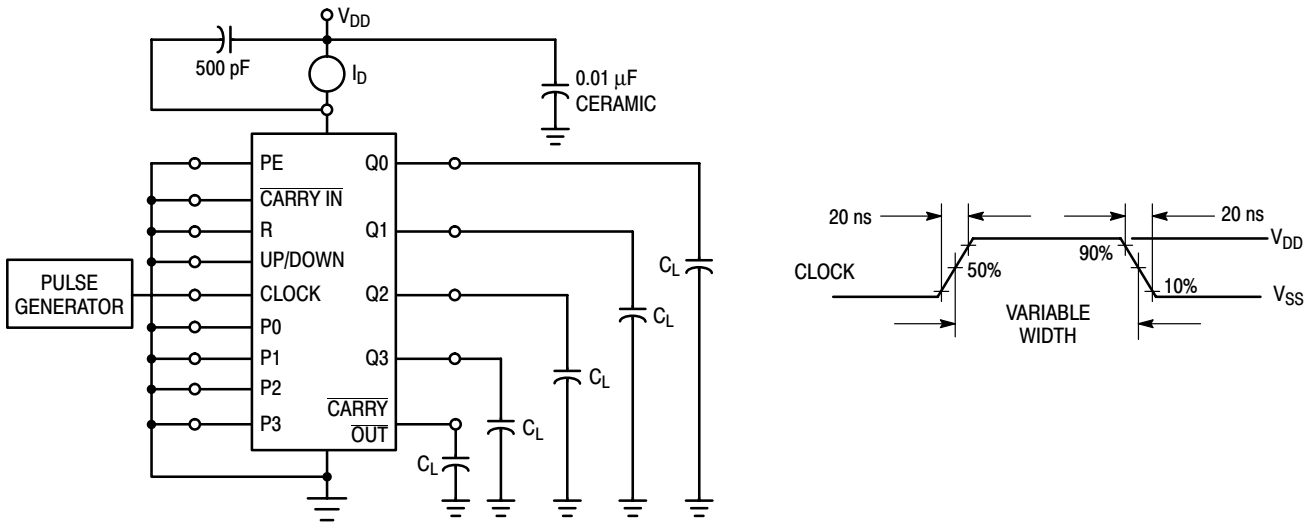 V_DD
500 pF
I_D
0.01 μF
CERAMIC
PE
CARRY IN
R
UP/DOWN
CLOCK
P0
P1
P2
P3
Q0
Q1
Q2
Q3
CARRY
OUT
PULSE
GENERATOR
C_L
C_L
C_L
C_L
C_L
20 ns
20 ns
CLOCK
50%
90%
10%
V_DD
V_SS
VARIABLE
WIDTH